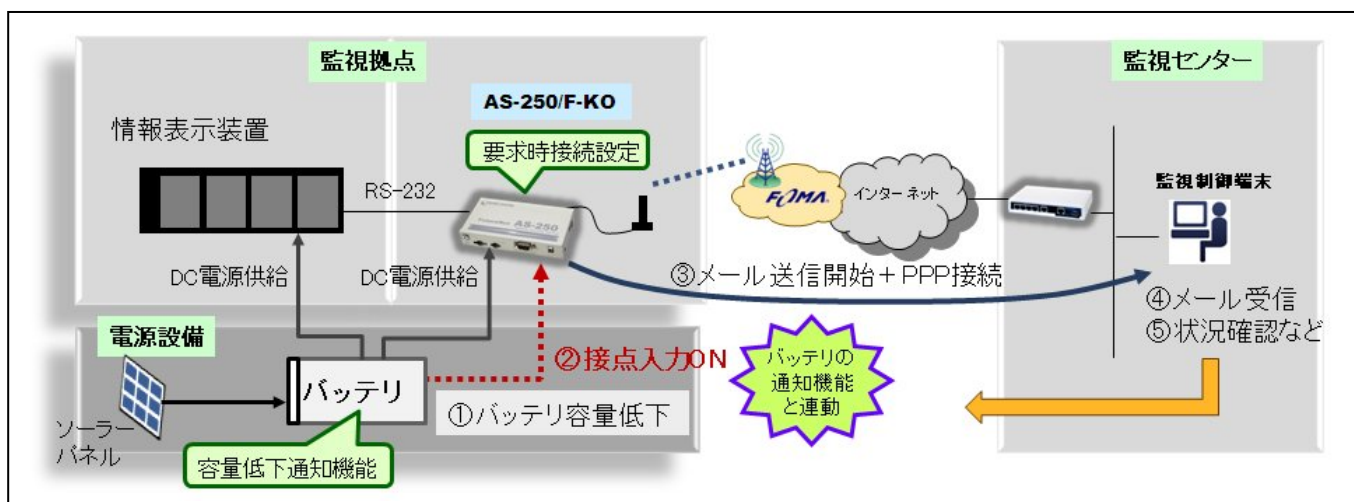 監視拠点
監視センター
AS-250/F-KO
情報表示装置
要求時接続設定
RS-232
AS-250
FOMA
インターネット
監視制御端末
DC電源供給
DC電源供給
③メール送信開始+PPP接続
④メール受信
⑤状況確認など
電源設備
②接点入力ON
バッテリの
通知機能
と連動
バッテリ
①バッテリ容量低下
ソーラー
パネル
容量低下通知機能